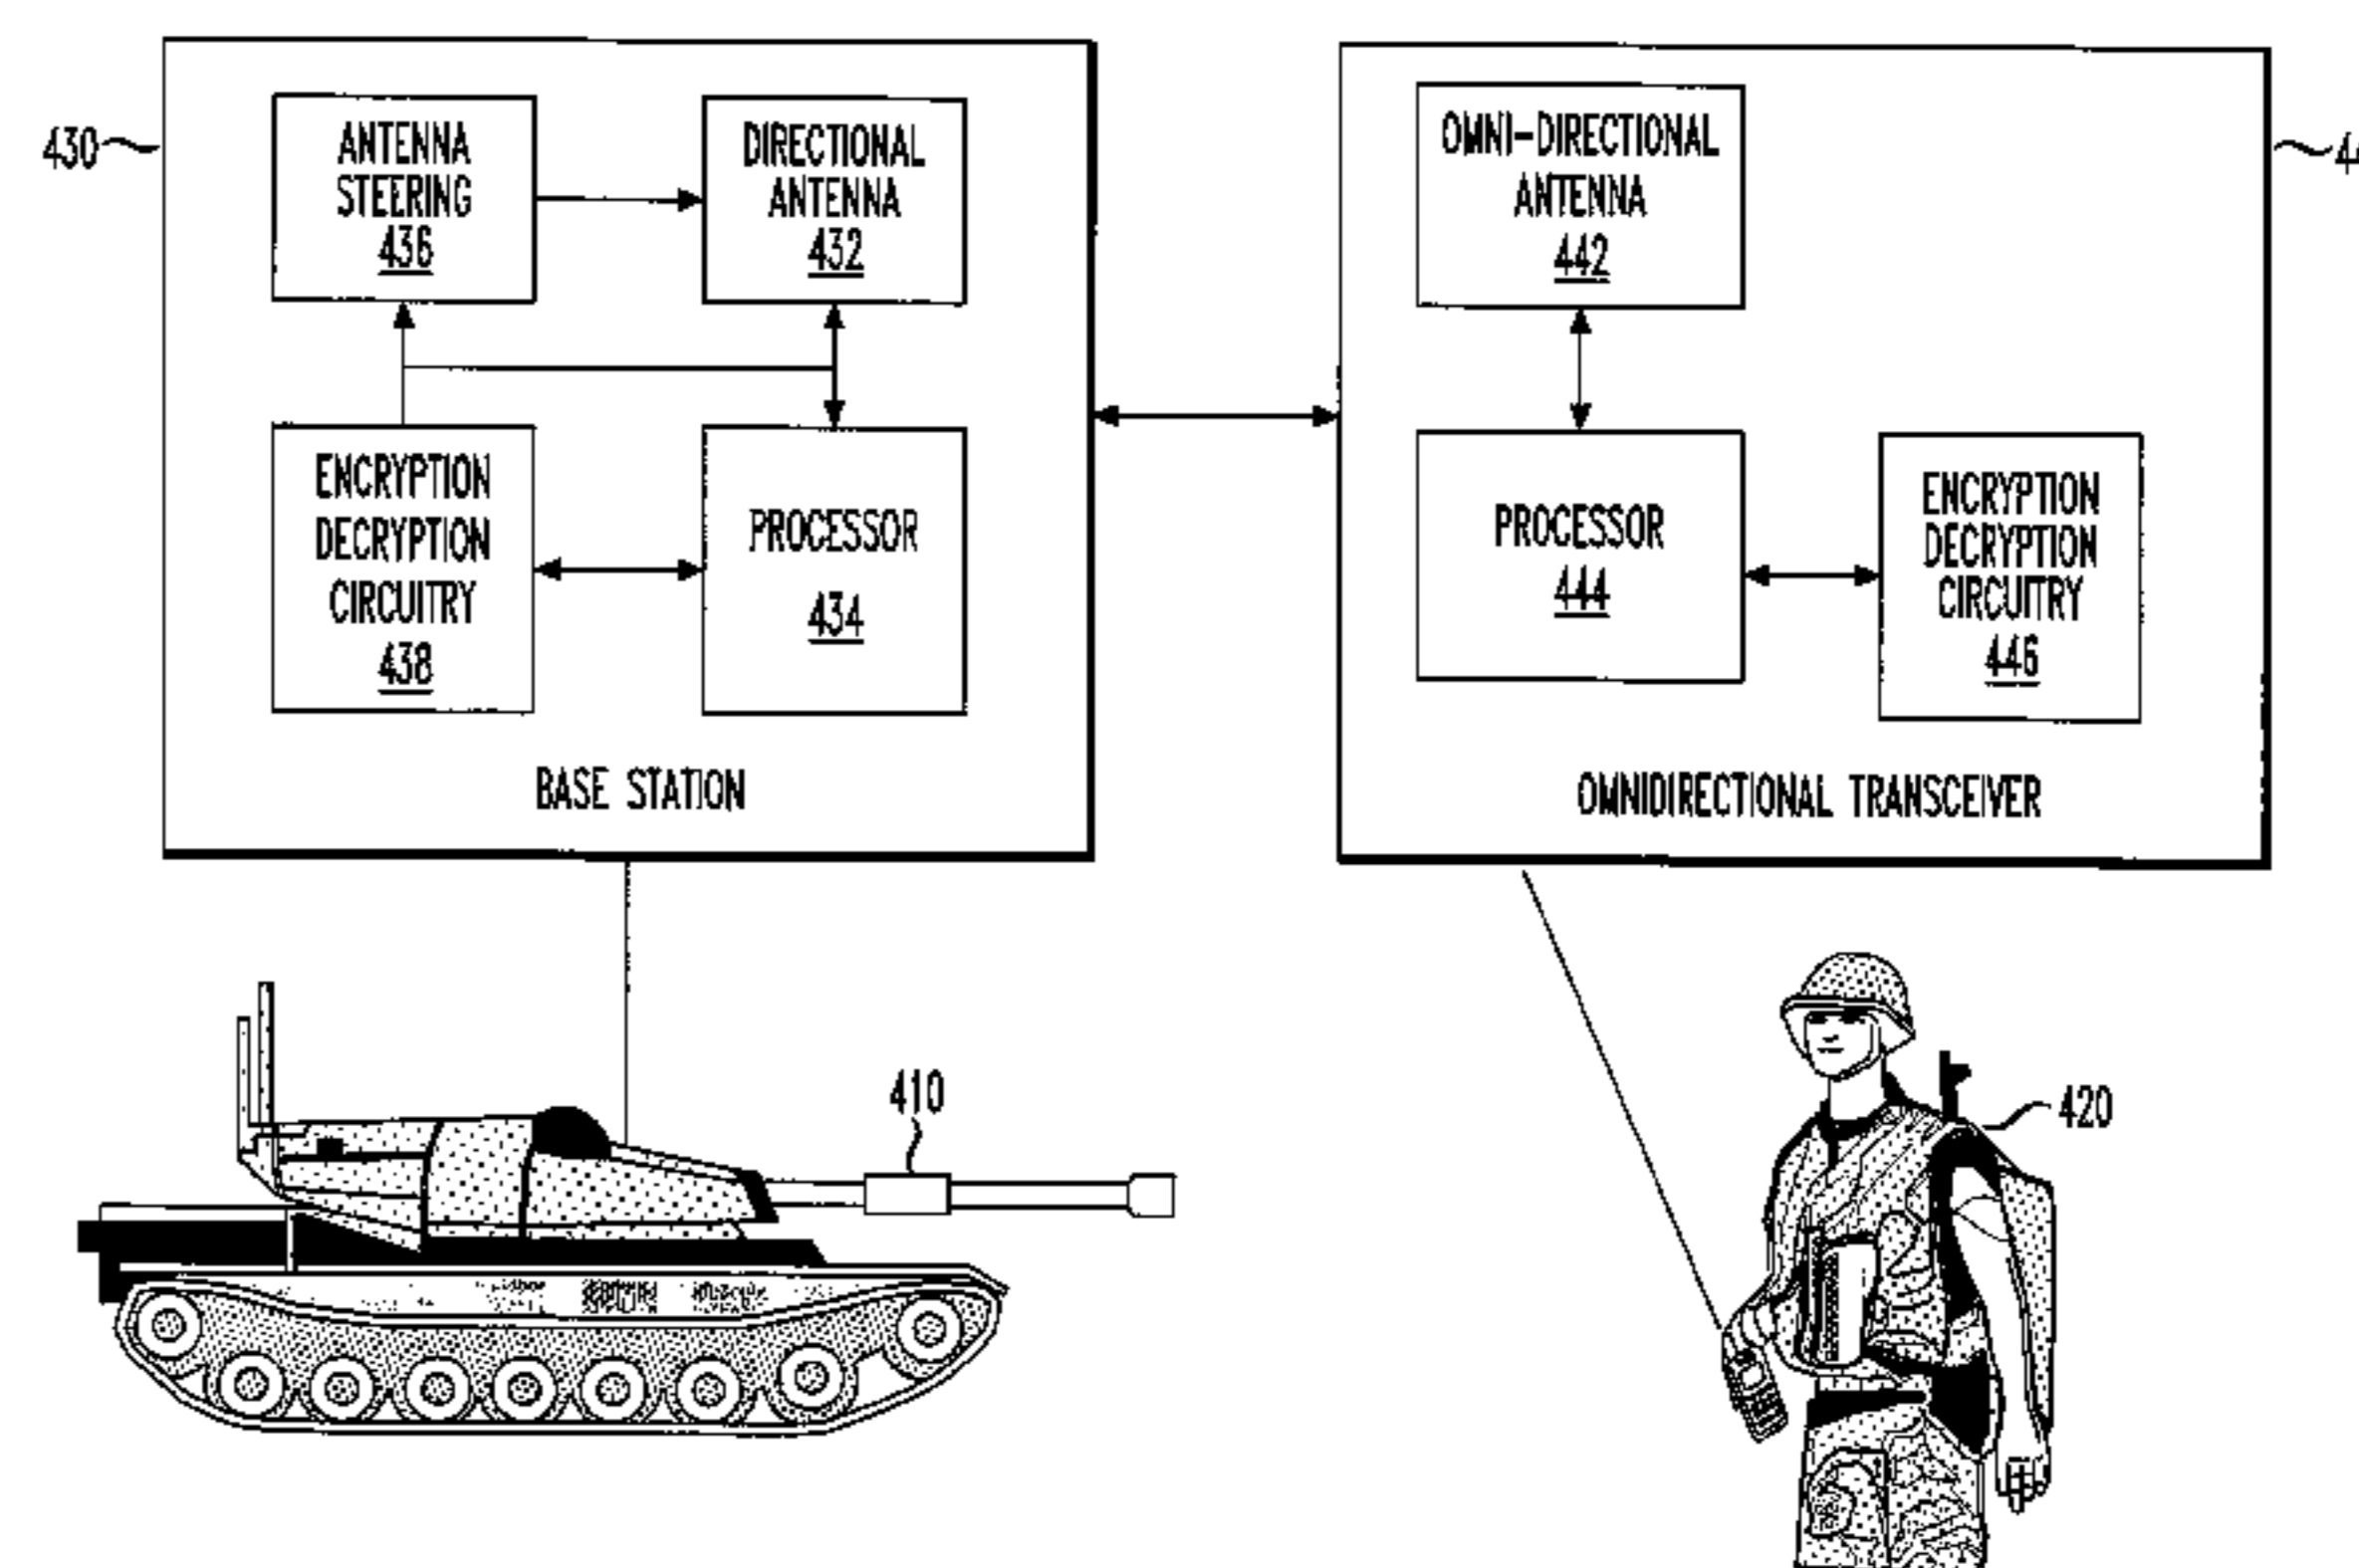 430
ANTENNA
STEERING
436
DIRECTIONAL
ANTENNA
432
ENCRYPTION
DECRYPTION
CIRCUITRY
438
PROCESSOR
434
BASE STATION
OMNI-DIRECTIONAL
ANTENNA
442
PROCESSOR
444
ENCRYPTION
DECRYPTION
CIRCUITRY
446
OMNIDIRECTIONAL TRANSCEIVER
410
420